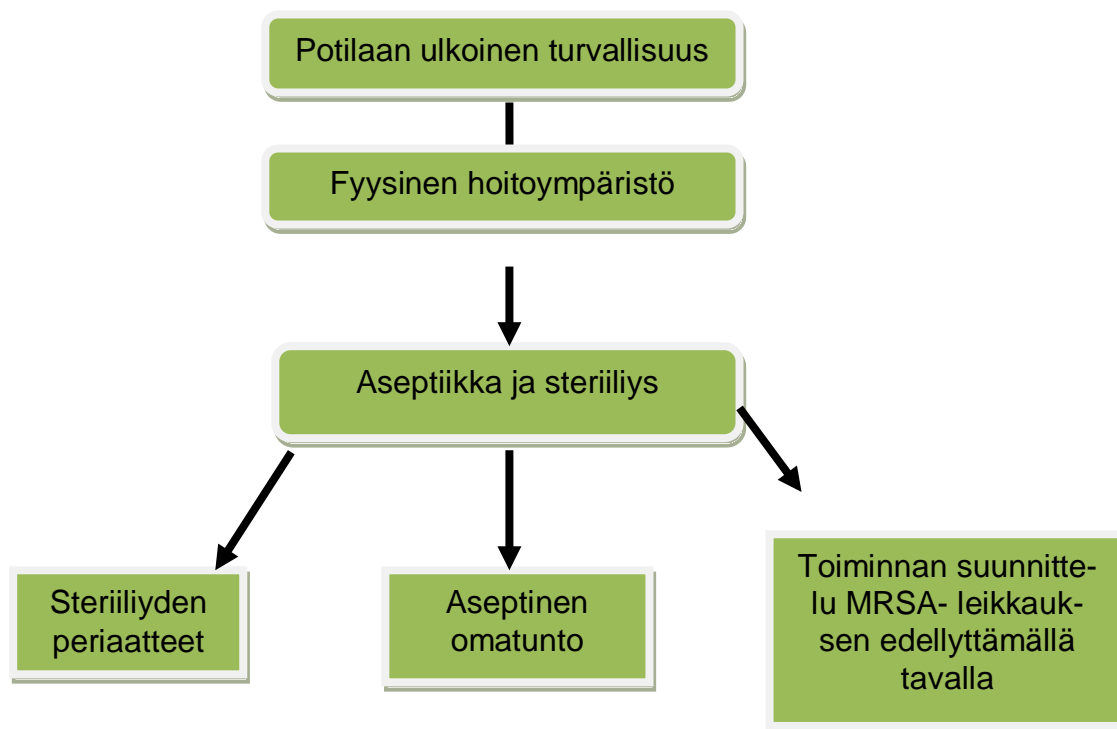 Potilaan ulkoinen turvallisuus
Fyysinen hoitoympäristö
Aseptiikka ja steriiliys
Steriiliyden
periaatteet
Aseptinen
omatunto
Toiminnan suunnitte-
lu MRSA- leikkauk-
sen edellyttämällä
tavalla